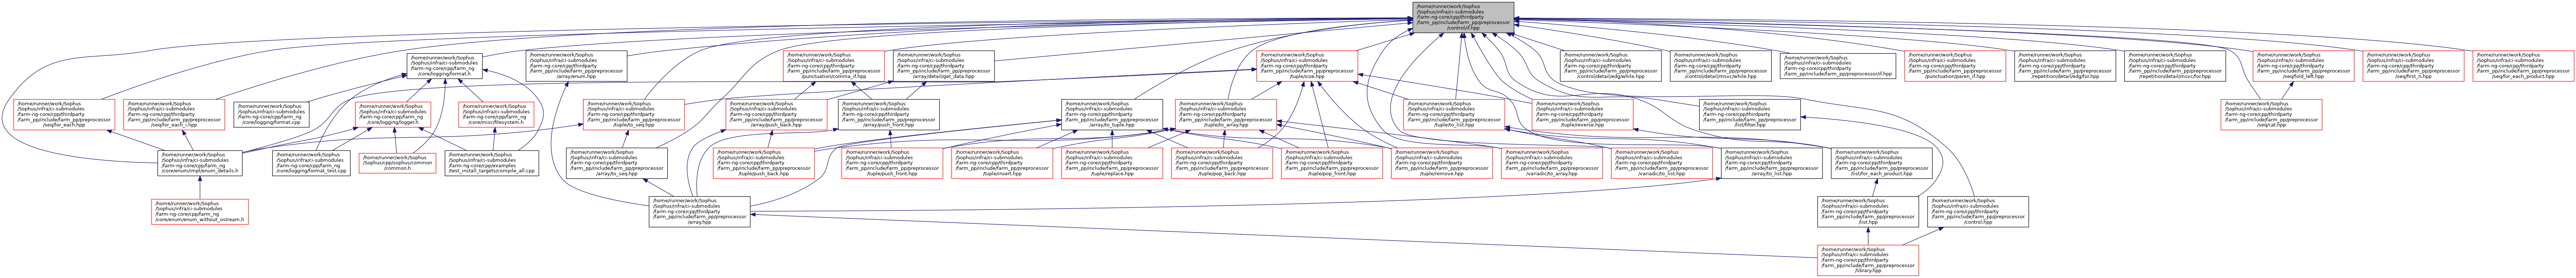 /home/runner/work/Sophus
/Sophus/infra/ci-submodules
/farm-ng-core/cpp/thirdparty
/farm_pp/include/farm_pp/preprocessor
/control/if.hpp
/home/runner/work/Sophus
/Sophus/infra/ci-submodules
/farm-ng-core/cpp/farm_ng
/core/logging/format.h
/home/runner/work/Sophus
/Sophus/infra/ci-submodules
/farm-ng-core/cpp/thirdparty
/farm_pp/include/farm_pp/preprocessor
/array/enum.hpp
/home/runner/work/Sophus
/Sophus/infra/ci-submodules
/farm-ng-core/cpp/thirdparty
/farm_pp/include/farm_pp/preprocessor
/punctuation/comma_if.hpp
/home/runner/work/Sophus
/Sophus/infra/ci-submodules
/farm-ng-core/cpp/thirdparty
/farm_pp/include/farm_pp/preprocessor
/array/detail/get_data.hpp
/home/runner/work/Sophus
/Sophus/infra/ci-submodules
/farm-ng-core/cpp/thirdparty
/farm_pp/include/farm_pp/preprocessor
/tuple/size.hpp
/home/runner/work/Sophus
/Sophus/infra/ci-submodules
/farm-ng-core/cpp/thirdparty
/farm_pp/include/farm_pp/preprocessor
/control/detail/edg/while.hpp
/home/runner/work/Sophus
/Sophus/infra/ci-submodules
/farm-ng-core/cpp/thirdparty
/farm_pp/include/farm_pp/preprocessor
/control/detail/msvc/while.hpp
/home/runner/work/Sophus
/Sophus/infra/ci-submodules
/farm-ng-core/cpp/thirdparty
/farm_pp/include/farm_pp/preprocessor/if.hpp
/home/runner/work/Sophus
/Sophus/infra/ci-submodules
/farm-ng-core/cpp/thirdparty
/farm_pp/include/farm_pp/preprocessor
/punctuation/paren_if.hpp
/home/runner/work/Sophus
/Sophus/infra/ci-submodules
/farm-ng-core/cpp/thirdparty
/farm_pp/include/farm_pp/preprocessor
/repetition/detail/edg/for.hpp
/home/runner/work/Sophus
/Sophus/infra/ci-submodules
/farm-ng-core/cpp/thirdparty
/farm_pp/include/farm_pp/preprocessor
/repetition/detail/msvc/for.hpp
/home/runner/work/Sophus
/Sophus/infra/ci-submodules
/farm-ng-core/cpp/thirdparty
/farm_pp/include/farm_pp/preprocessor
/seq/fold_left.hpp
/home/runner/work/Sophus
/Sophus/infra/ci-submodules
/farm-ng-core/cpp/thirdparty
/farm_pp/include/farm_pp/preprocessor
/seq/first_n.hpp
/home/runner/work/Sophus
/Sophus/infra/ci-submodules
/farm-ng-core/cpp/thirdparty
/farm_pp/include/farm_pp/preprocessor
/seq/for_each_product.hpp
/home/runner/work/Sophus
/Sophus/infra/ci-submodules
/farm-ng-core/cpp/thirdparty
/farm_pp/include/farm_pp/preprocessor
/seq/for_each.hpp
/home/runner/work/Sophus
/Sophus/infra/ci-submodules
/farm-ng-core/cpp/thirdparty
/farm_pp/include/farm_pp/preprocessor
/seq/for_each_i.hpp
/home/runner/work/Sophus
/Sophus/infra/ci-submodules
/farm-ng-core/cpp/farm_ng
/core/logging/format.cpp
/home/runner/work/Sophus
/Sophus/infra/ci-submodules
/farm-ng-core/cpp/farm_ng
/core/logging/logger.h
/home/runner/work/Sophus
/Sophus/infra/ci-submodules
/farm-ng-core/cpp/farm_ng
/core/misc/filesystem.h
/home/runner/work/Sophus
/Sophus/infra/ci-submodules
/farm-ng-core/cpp/thirdparty
/farm_pp/include/farm_pp/preprocessor
/tuple/to_seq.hpp
/home/runner/work/Sophus
/Sophus/infra/ci-submodules
/farm-ng-core/cpp/thirdparty
/farm_pp/include/farm_pp/preprocessor
/array/push_back.hpp
/home/runner/work/Sophus
/Sophus/infra/ci-submodules
/farm-ng-core/cpp/thirdparty
/farm_pp/include/farm_pp/preprocessor
/array/push_front.hpp
/home/runner/work/Sophus
/Sophus/infra/ci-submodules
/farm-ng-core/cpp/thirdparty
/farm_pp/include/farm_pp/preprocessor
/array/to_tuple.hpp
/home/runner/work/Sophus
/Sophus/infra/ci-submodules
/farm-ng-core/cpp/thirdparty
/farm_pp/include/farm_pp/preprocessor
/tuple/to_array.hpp
/home/runner/work/Sophus
/Sophus/infra/ci-submodules
/farm-ng-core/cpp/thirdparty
/farm_pp/include/farm_pp/preprocessor
/tuple/to_list.hpp
/home/runner/work/Sophus
/Sophus/infra/ci-submodules
/farm-ng-core/cpp/thirdparty
/farm_pp/include/farm_pp/preprocessor
/tuple/reverse.hpp
/home/runner/work/Sophus
/Sophus/infra/ci-submodules
/farm-ng-core/cpp/thirdparty
/farm_pp/include/farm_pp/preprocessor
/list/filter.hpp
/home/runner/work/Sophus
/Sophus/infra/ci-submodules
/farm-ng-core/cpp/thirdparty
/farm_pp/include/farm_pp/preprocessor
/seq/cat.hpp
/home/runner/work/Sophus
/Sophus/infra/ci-submodules
/farm-ng-core/cpp/farm_ng
/core/enum/impl/enum_details.h
/home/runner/work/Sophus
/Sophus/infra/ci-submodules
/farm-ng-core/cpp/farm_ng
/core/logging/format_test.cpp
/home/runner/work/Sophus
/Sophus/cpp/sophus/common
/common.h
/home/runner/work/Sophus
/Sophus/infra/ci-submodules
/farm-ng-core/cpp/examples
/test_install_targets/compile_all.cpp
/home/runner/work/Sophus
/Sophus/infra/ci-submodules
/farm-ng-core/cpp/thirdparty
/farm_pp/include/farm_pp/preprocessor
/array/to_seq.hpp
/home/runner/work/Sophus
/Sophus/infra/ci-submodules
/farm-ng-core/cpp/thirdparty
/farm_pp/include/farm_pp/preprocessor
/tuple/push_back.hpp
/home/runner/work/Sophus
/Sophus/infra/ci-submodules
/farm-ng-core/cpp/thirdparty
/farm_pp/include/farm_pp/preprocessor
/tuple/push_front.hpp
/home/runner/work/Sophus
/Sophus/infra/ci-submodules
/farm-ng-core/cpp/thirdparty
/farm_pp/include/farm_pp/preprocessor
/tuple/insert.hpp
/home/runner/work/Sophus
/Sophus/infra/ci-submodules
/farm-ng-core/cpp/thirdparty
/farm_pp/include/farm_pp/preprocessor
/tuple/replace.hpp
/home/runner/work/Sophus
/Sophus/infra/ci-submodules
/farm-ng-core/cpp/thirdparty
/farm_pp/include/farm_pp/preprocessor
/tuple/pop_back.hpp
/home/runner/work/Sophus
/Sophus/infra/ci-submodules
/farm-ng-core/cpp/thirdparty
/farm_pp/include/farm_pp/preprocessor
/tuple/pop_front.hpp
/home/runner/work/Sophus
/Sophus/infra/ci-submodules
/farm-ng-core/cpp/thirdparty
/farm_pp/include/farm_pp/preprocessor
/tuple/remove.hpp
/home/runner/work/Sophus
/Sophus/infra/ci-submodules
/farm-ng-core/cpp/thirdparty
/farm_pp/include/farm_pp/preprocessor
/variadic/to_array.hpp
/home/runner/work/Sophus
/Sophus/infra/ci-submodules
/farm-ng-core/cpp/thirdparty
/farm_pp/include/farm_pp/preprocessor
/variadic/to_list.hpp
/home/runner/work/Sophus
/Sophus/infra/ci-submodules
/farm-ng-core/cpp/thirdparty
/farm_pp/include/farm_pp/preprocessor
/array/to_list.hpp
/home/runner/work/Sophus
/Sophus/infra/ci-submodules
/farm-ng-core/cpp/thirdparty
/farm_pp/include/farm_pp/preprocessor
/list/for_each_product.hpp
/home/runner/work/Sophus
/Sophus/infra/ci-submodules
/farm-ng-core/cpp/farm_ng
/core/enum/enum_without_ostream.h
/home/runner/work/Sophus
/Sophus/infra/ci-submodules
/farm-ng-core/cpp/thirdparty
/farm_pp/include/farm_pp/preprocessor
/array.hpp
/home/runner/work/Sophus
/Sophus/infra/ci-submodules
/farm-ng-core/cpp/thirdparty
/farm_pp/include/farm_pp/preprocessor
/list.hpp
/home/runner/work/Sophus
/Sophus/infra/ci-submodules
/farm-ng-core/cpp/thirdparty
/farm_pp/include/farm_pp/preprocessor
/control.hpp
/home/runner/work/Sophus
/Sophus/infra/ci-submodules
/farm-ng-core/cpp/thirdparty
/farm_pp/include/farm_pp/preprocessor
/library.hpp